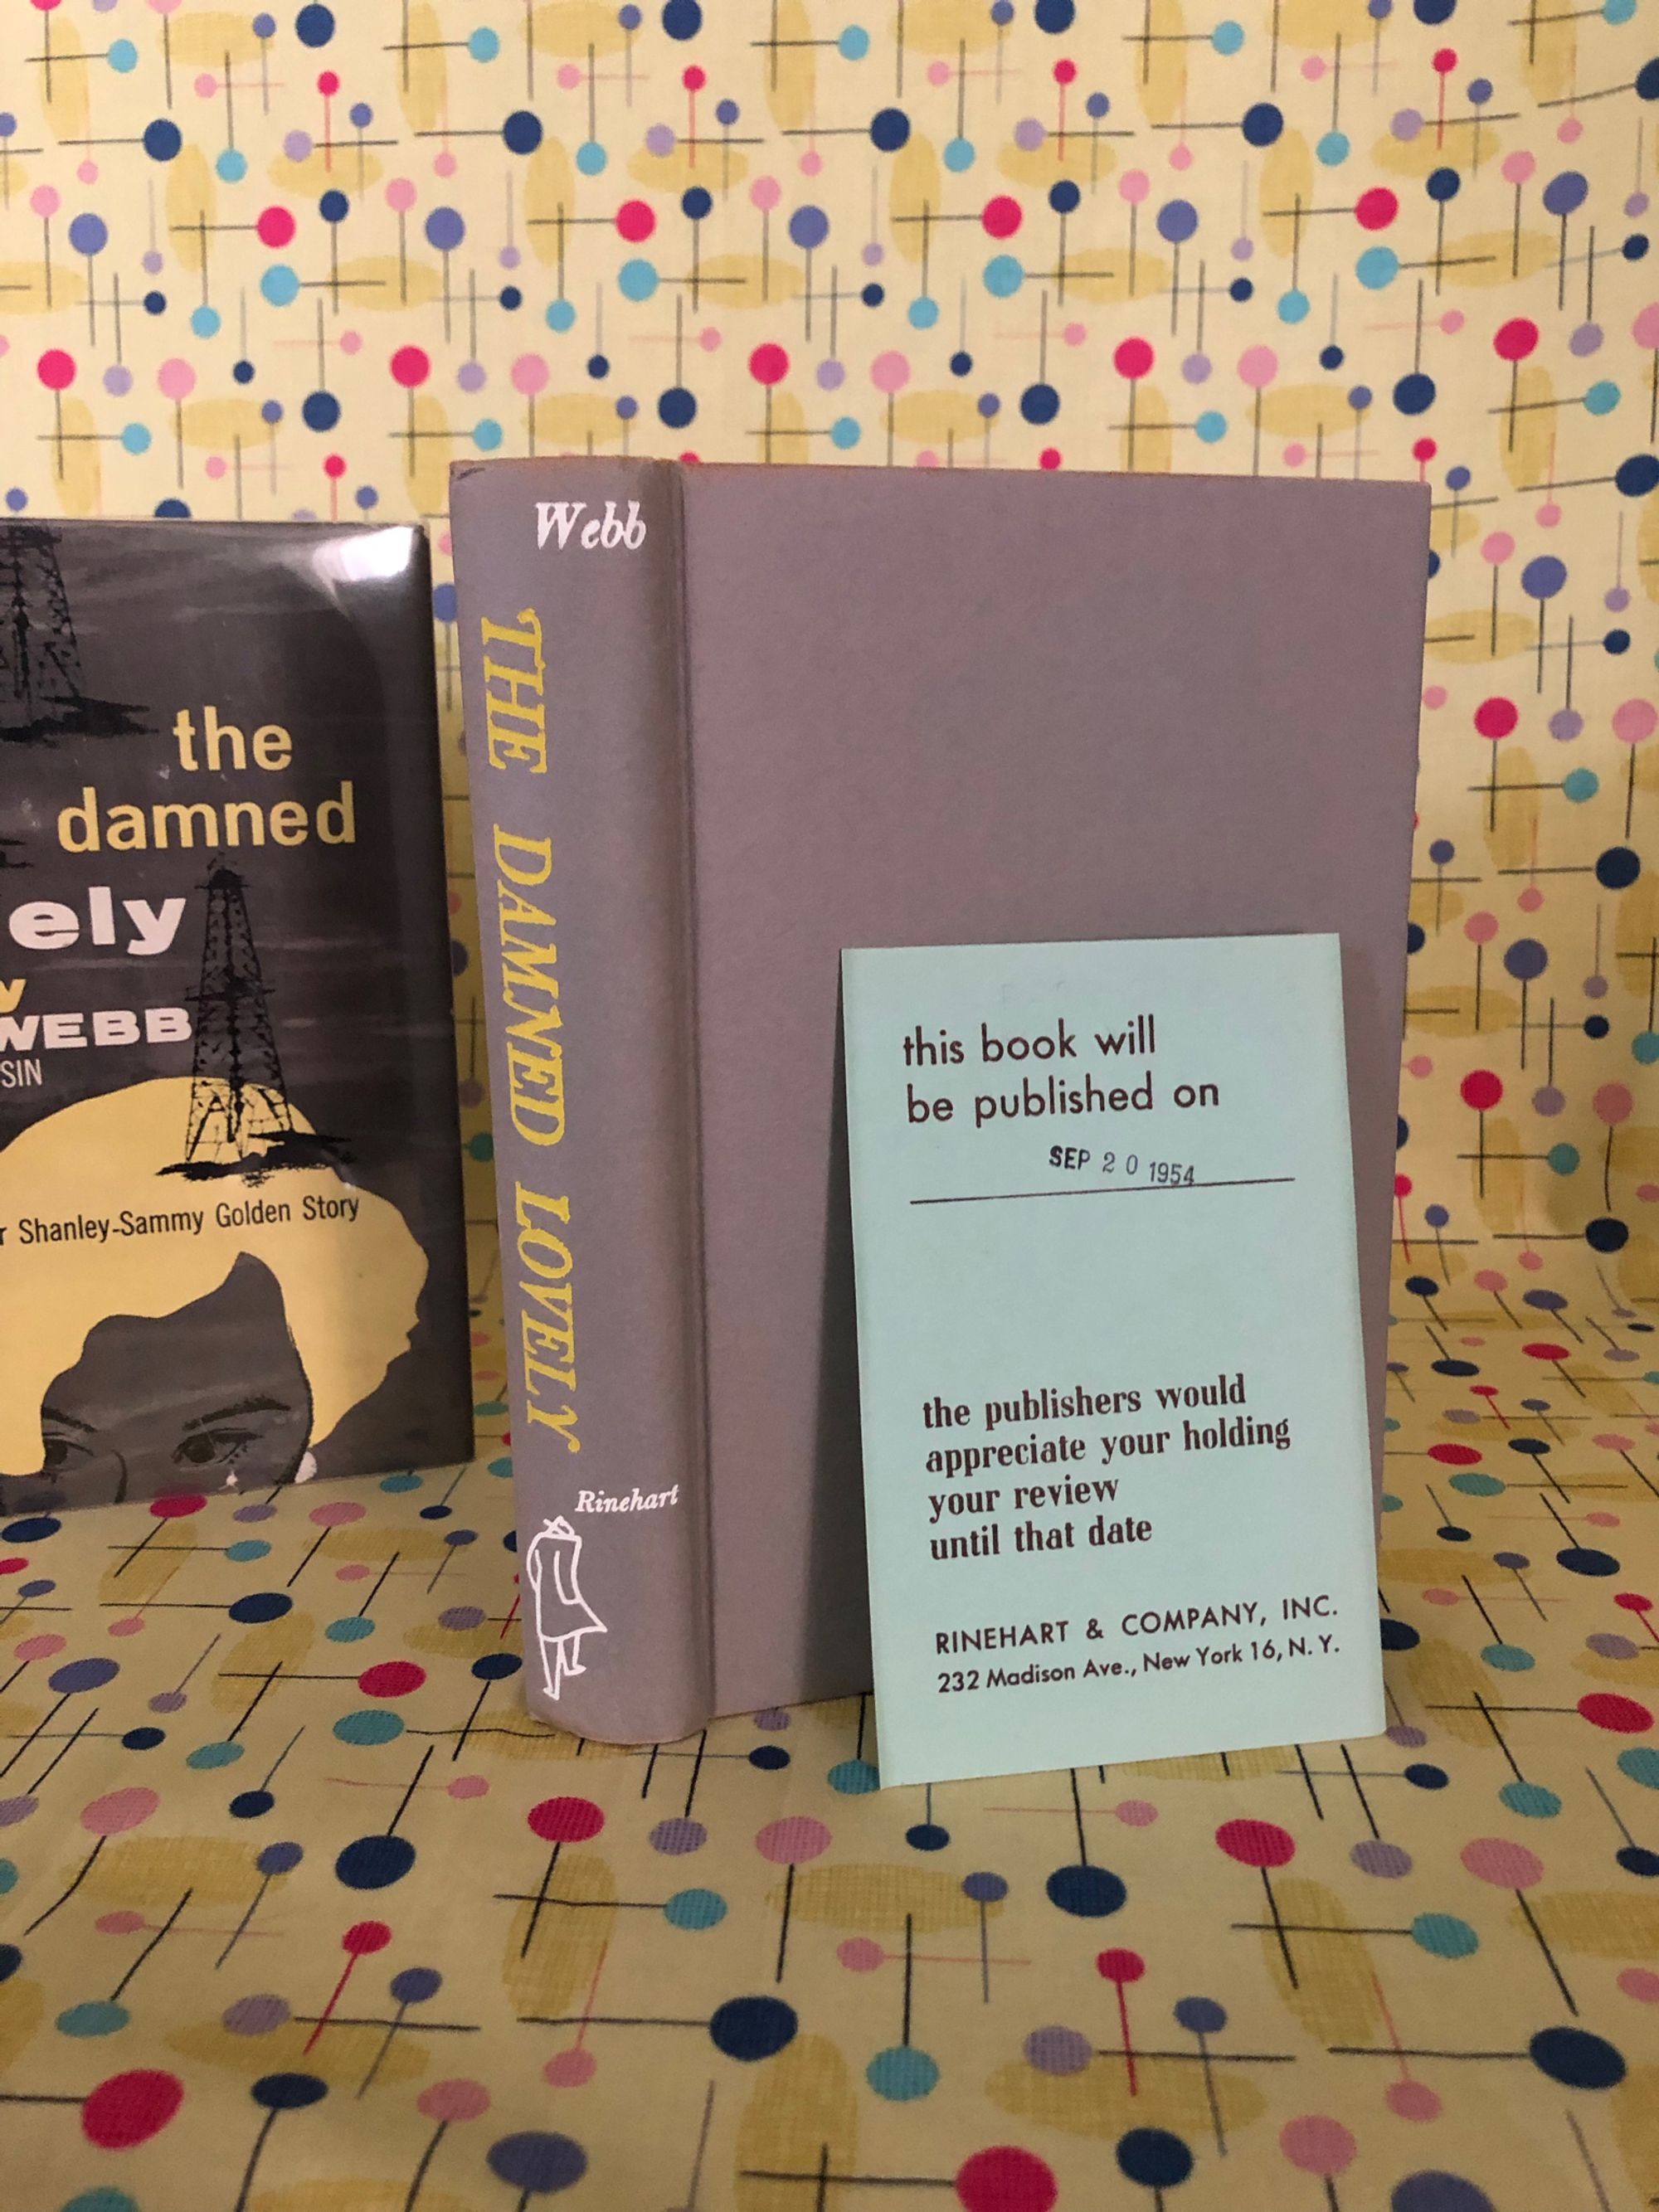 the
damned
ely
WEBB
SIN
r Shanley-Sammy Golden Story
Webb
THE DAMNED LOVELY
Rinehart
this book will
be published on
SEP 20 1954
the publishers would
appreciate your holding
your review
until that date
RINEHART & COMPANY, INC.
232 Madison Ave., New York 16, N. Y.